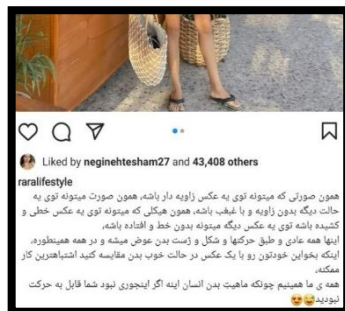 Liked by neginehtesham27 and 43,408 others
raralifestyle
همون صورتی که میتونه توی یه عکس زاویه دار باشه، همون صورت میتونه توی یه
حالت دیگه بدون زاویه و با غبغب باشه، همون هیکلی که میتونه توی یه عکس خطی و
کشیده باشه توی یه عکس دیگه میتونه بدون خط و افتاده باشه،
اینها همه عادی و طبق حرکتها و شکل و ژست بدن عوض میشه و در همه همینطوره،
اینکه بخواین خودتون رو با یک عکس در حالت خوب بدن مقایسه کنید اشتباهترین کار
ممکنه،
همه ی ما همینیم چونکه ماهیت بدن انسان اینه اگر اینجوری نبود شما قابل به حرکت
نبودید😂😍